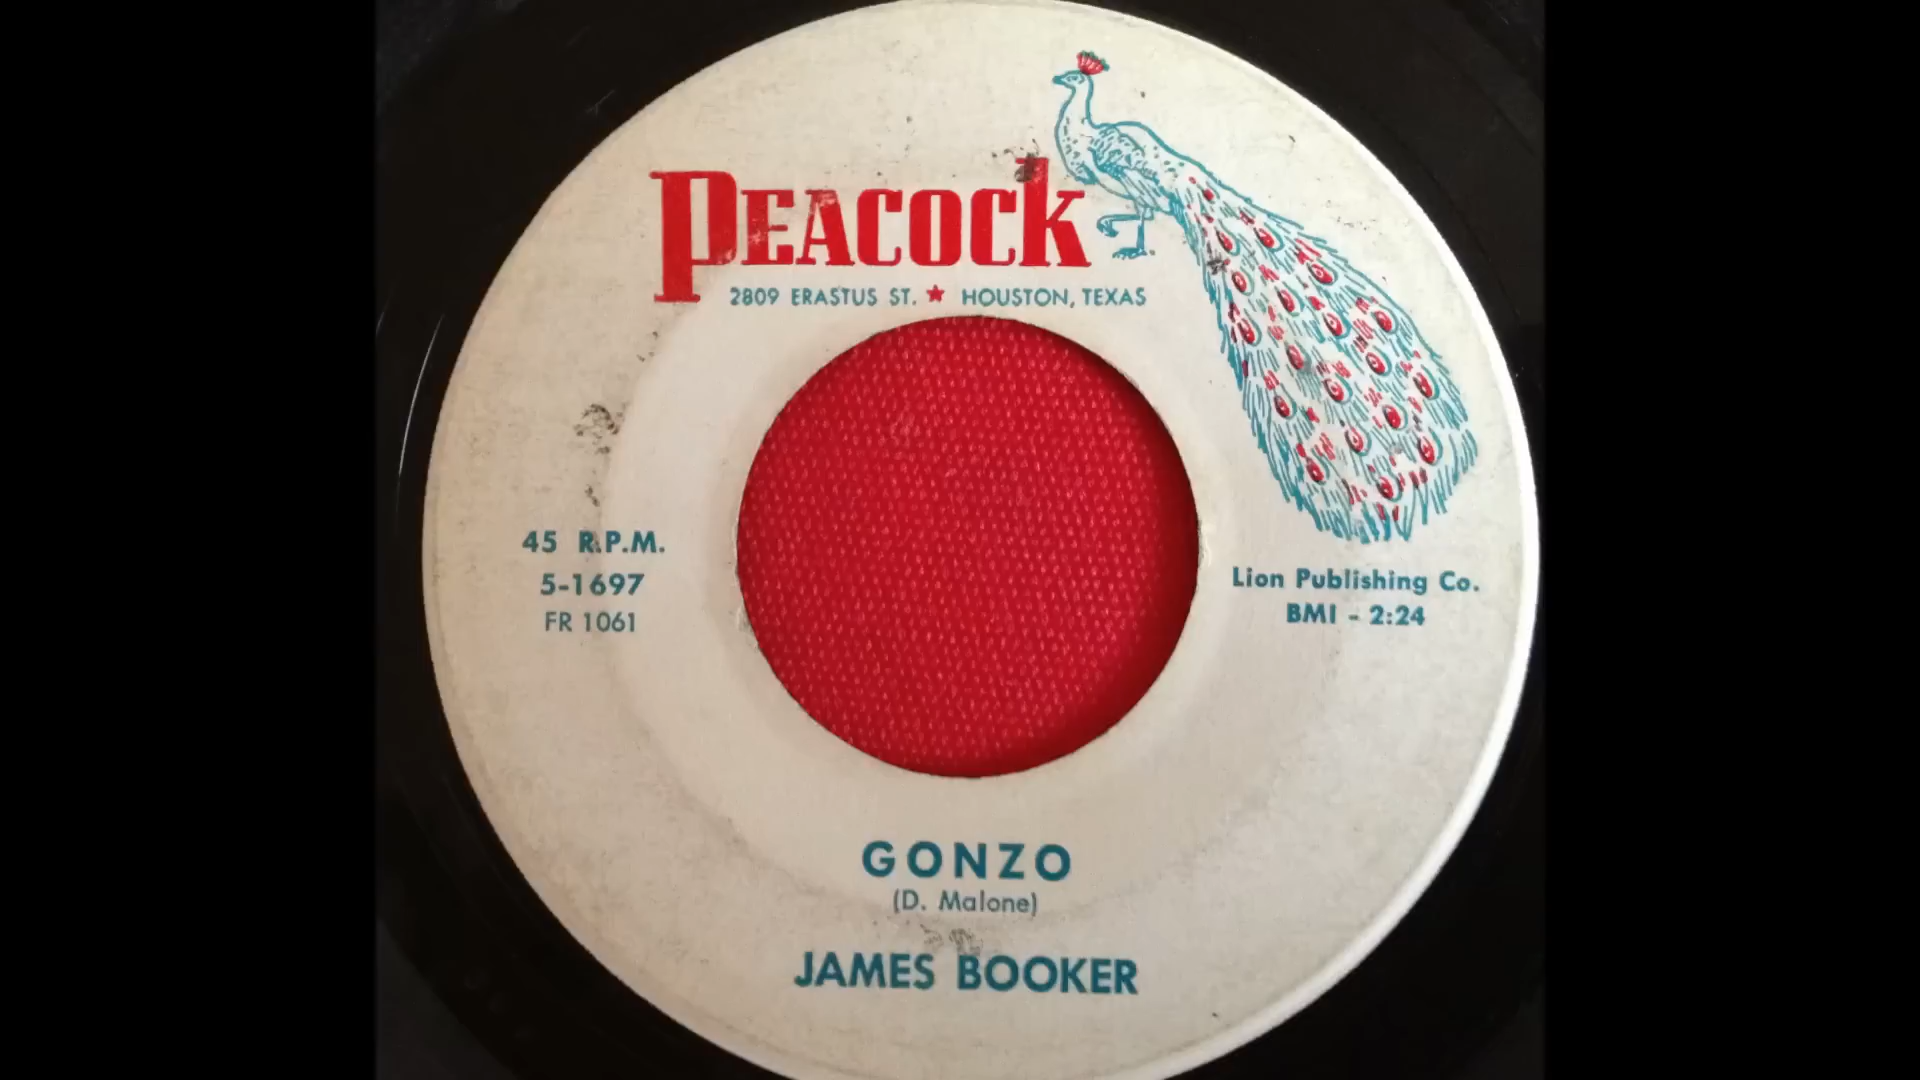 PEACOCK
2809 ERASTUS ST. ★ HOUSTON, TEXAS
45 R.P.M.
5-1697
FR 1061
Lion Publishing Co.
BMI - 2:24
GONZO
(D. Malone)
JAMES BOOKER